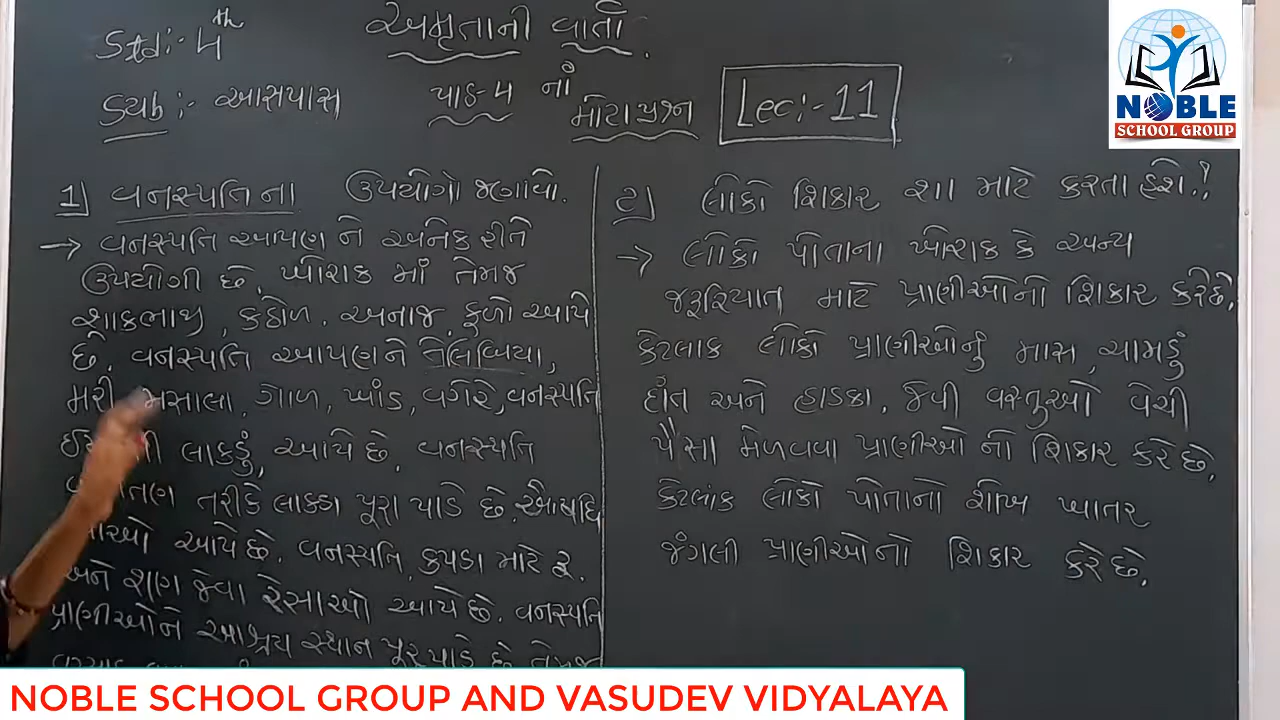 Std:- 4th
અમૃતાની વાર્તા
Sub:- આસપાસ
પાઠ-4 નાં
મોટા પ્રશ્ન
Lec:- 11
NOBLE
SCHOOL GROUP
1) વનસ્પતિના ઉપયોગો જણાવો.
→ વનસ્પતિ આપણ ને અનેક રીતે
ઉપયોગી છે. ખોરાક માં તેમજ
શાકભાજી, કઠોળ. અનાજ. ફળો આપે
છે. વનસ્પતિ આપણને તેલિબિયા,
મરી મસાલા, ગોળ, ખાંડ, વગેરે, વનસ્પતિ
લાકડું, આપે છે. વનસ્પતિ
તરીકે લાકડા પૂરા પાડે છે. ઔષધિ
આપે છે. વનસ્પતિ, કપડા માટે રૂ.
અને શણ જેવા રેસાઓ આપે છે. વનસ્પતિ
પ્રાણીઓને આશ્રય સ્થાન પૂરૂ પાડે છે તેમજ
2) લોકો શિકાર શા માટે કરતા હશે.?
→ લોકો પોતાના ખોરાક કે અન્ય
જરૂરિયાત માટે પ્રાણીઓનો શિકાર કરે છે.
કેટલાક લોકો પ્રાણીઓનું માસ, ચામડું
દાંત અને હાડકા. જેવી વસ્તુઓ વેચી
પૈસા મેળવવા પ્રાણીઓ નો શિકાર કરે છે.
કેટલાંક લોકો પોતાનો શોખ ખાતર
જંગલી પ્રાણીઓનો શિકાર કરે છે.
NOBLE SCHOOL GROUP AND VASUDEV VIDYALAYA